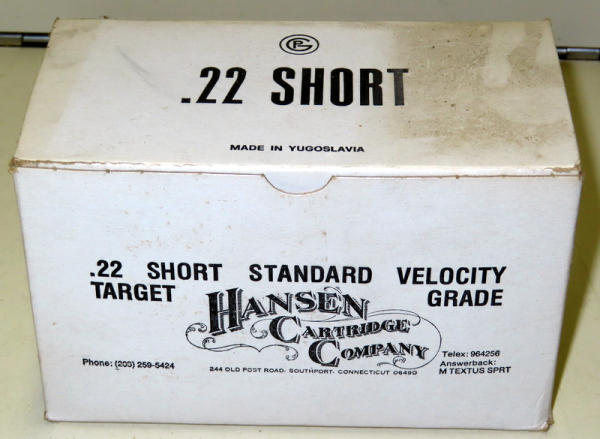 GP
.22 SHORT
MADE IN YUGOSLAVIA
.22 SHORT STANDARD VELOCITY
TARGET GRADE
HANSEN
CARTRIDGE
COMPANY
Phone: (203) 259-5424
244 OLD POST ROAD, SOUTHPORT, CONNECTICUT 06490
Telex: 964256
Answerback:
M TEXTUS SPRT